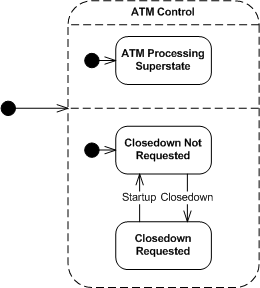 ATM Control
ATM Processing
Superstate
Closedown Not
Requested
Startup Closedown
Closedown
Requested